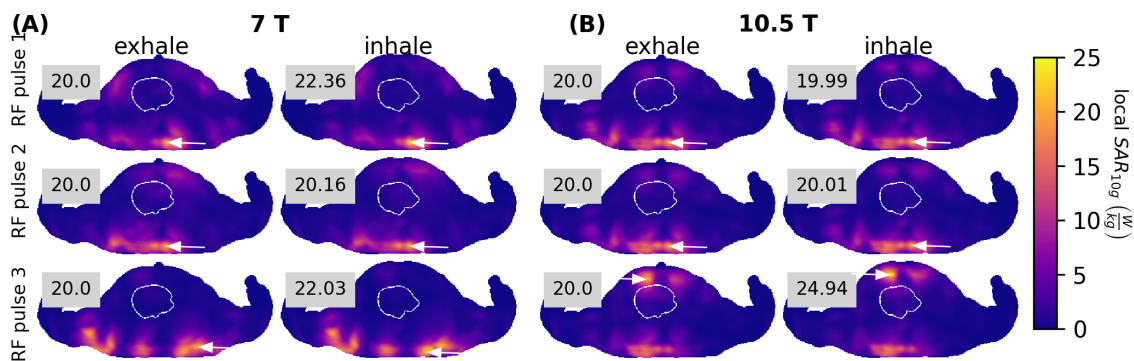 (A) 7 T (B) 10.5 T
exhale inhale exhale inhale
RF pulse 1
20.0 22.36 20.0 19.99
RF pulse 2
20.0 20.16 20.0 20.01
RF pulse 3
20.0 22.03 20.0 24.94
25
20
15
10
5
0
local SAR10g (W/kg)